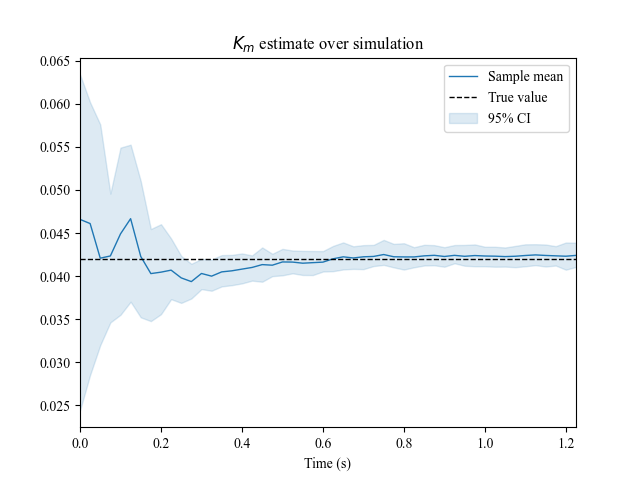 K_m estimate over simulation
Sample mean
True value
95% CI
0.065
0.060
0.055
0.050
0.045
0.040
0.035
0.030
0.025
0.0 0.2 0.4 0.6 0.8 1.0 1.2
Time (s)